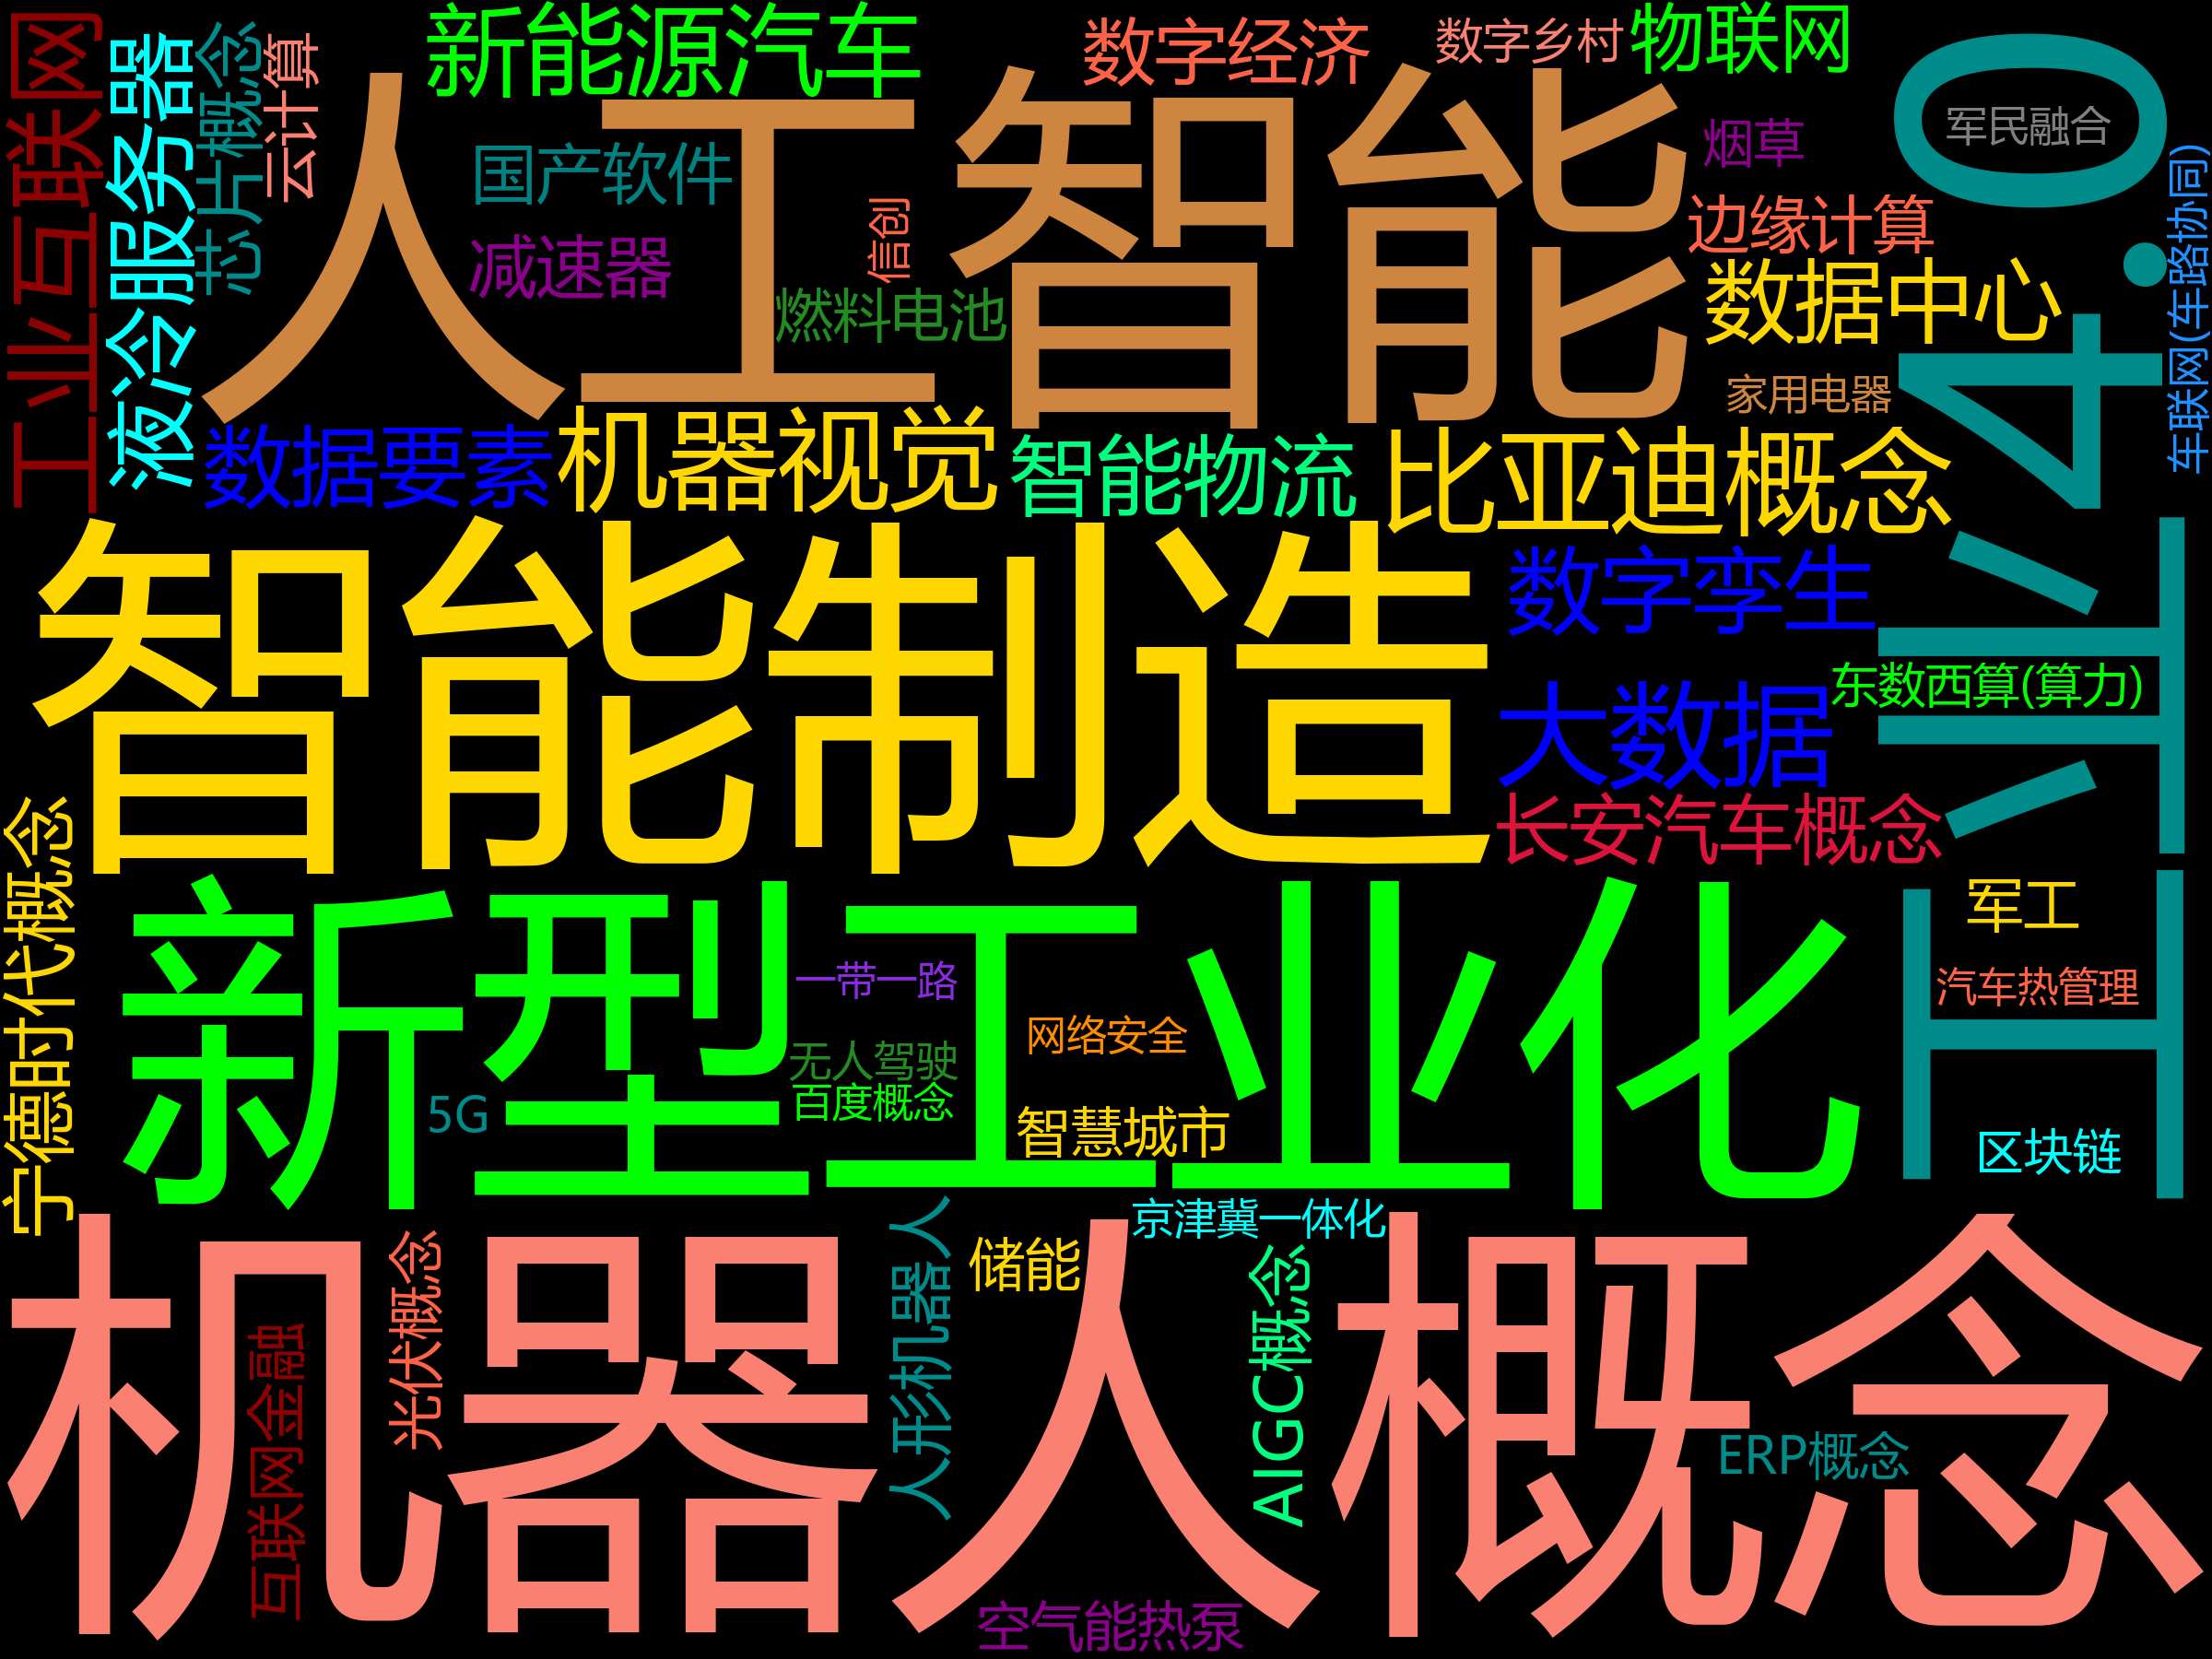 新能源汽车
数字经济
数字乡村
物联网
工业互联网
液冷服务器
芯片概念
云计算
人工智能
国产软件
减速器
信创
燃料电池
烟草
军民融合
边缘计算
数据中心
家用电器
车联网(车路协同)
工业4.0
数据要素
机器视觉
智能物流
比亚迪概念
智能制造
数字孪生
大数据
东数西算(算力)
长安汽车概念
宁德时代概念
新型工业化
一带一路
网络安全
无人驾驶
百度概念
5G
智慧城市
军工
汽车热管理
区块链
京津冀一体化
机器人概念
互联网金融
光伏概念
人形机器人
储能
AIGC概念
ERP概念
空气能热泵